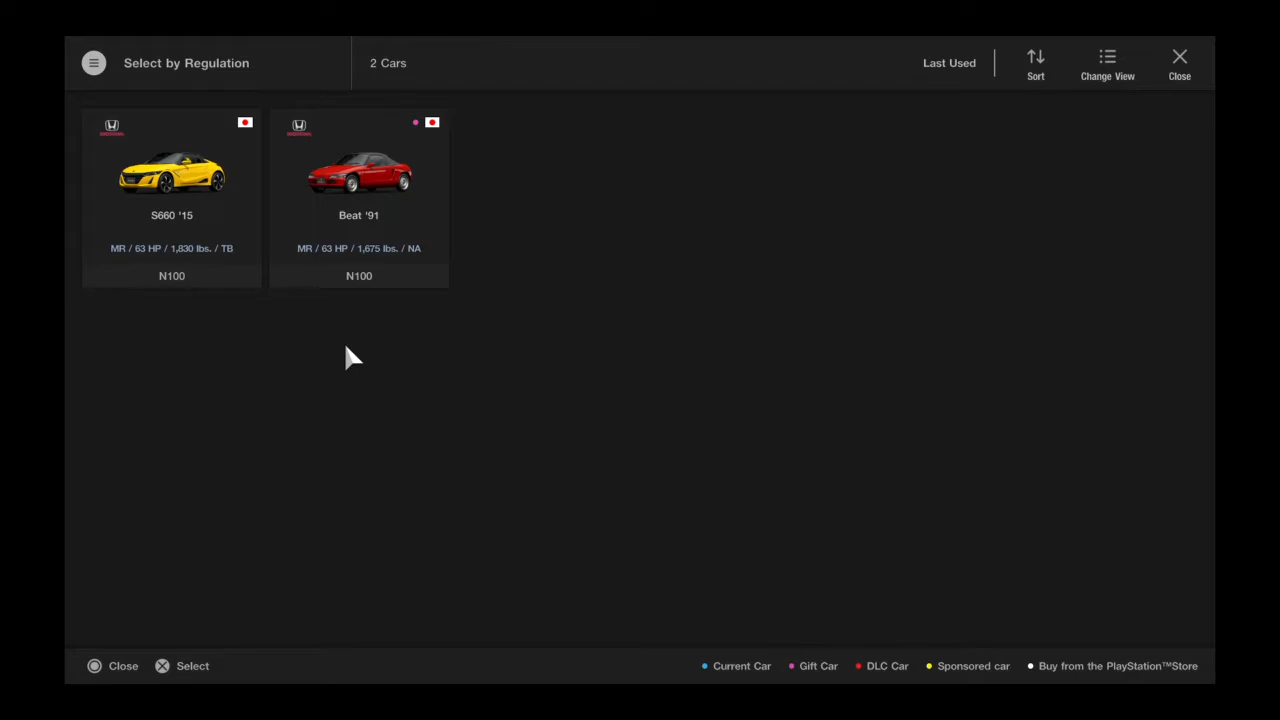 Select by Regulation
2 Cars
Last Used
Sort
Change View
Close
S660 '15
MR / 63 HP / 1,830 lbs. / TB
N100
Beat '91
MR / 63 HP / 1,675 lbs. / NA
N100
Close
Select
Current Car
Gift Car
DLC Car
Sponsored car
Buy from the PlayStation™Store